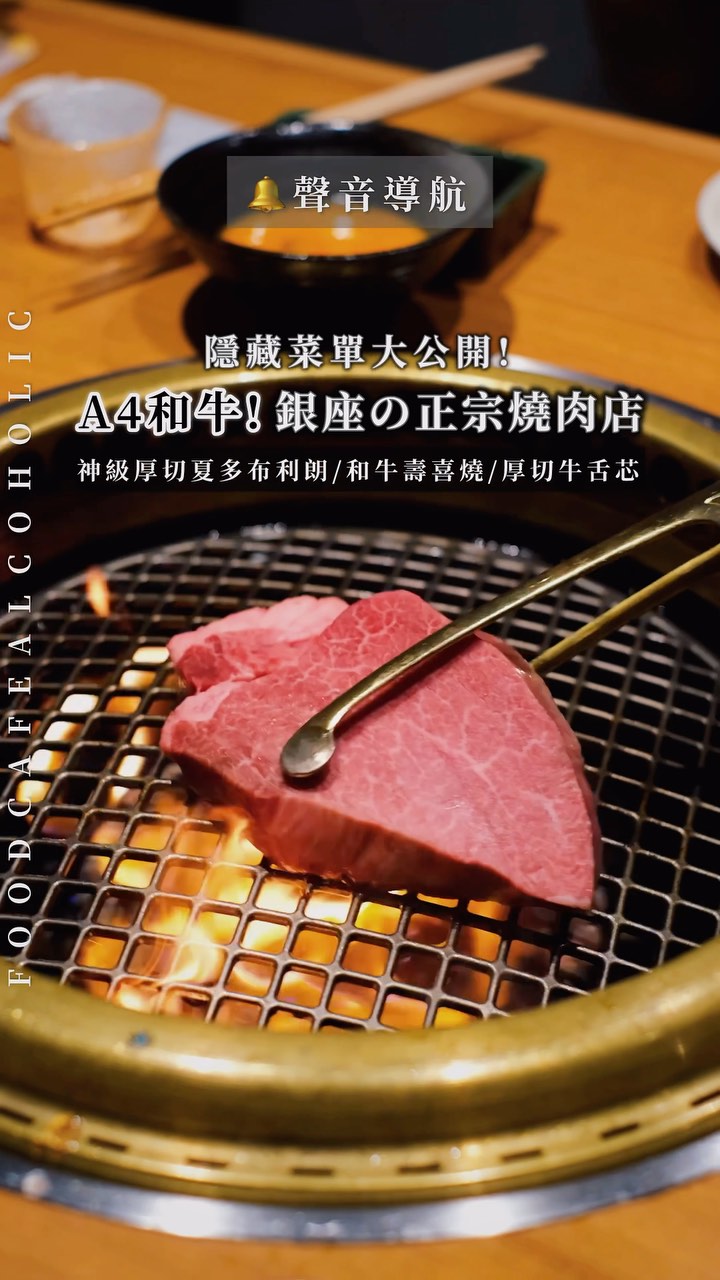 🔔聲音導航
隱藏菜單大公開!
A4和牛! 銀座の正宗燒肉店
神級厚切夏多布利朗/和牛壽喜燒/厚切牛舌芯
FOODCAFEALCOHOLIC